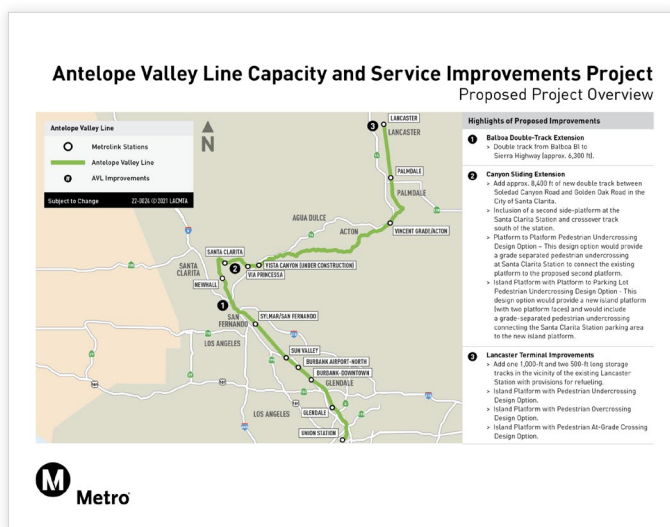 Antelope Valley Line Capacity and Service Improvements Project
Proposed Project Overview
Antelope Valley Line
Metrolink Stations
Antelope Valley Line
AVL Improvements
Subject to Change 22-0026 ©2021 LACMTA
N
3 LANCASTER
LANCASTER
PALMDALE
PALMDALE
AGUA DULCE
ACTON
VINCENT GRADE/ACTON
SANTA CLARITA
SANTA
CLARITA
2
VISTA CANYON (UNDER CONSTRUCTION)
VIA PRINCESSA
NEWHALL
1
SAN
FERNANDO
SYLMAR/SAN FERNANDO
LOS ANGELES
SUN VALLEY
BURBANK AIRPORT-NORTH
BURBANK-DOWNTOWN
GLENDALE
LOS ANGELES
GLENDALE
UNION STATION
Highlights of Proposed Improvements
1 Balboa Double-Track Extension
> Double track from Balboa Bl to
Sierra Highway (approx. 6,300 ft).
2 Canyon Sliding Extension
> Add approx. 8,400 ft of new double track between
Soledad Canyon Road and Golden Oak Road in the
City of Santa Clarita.
> Inclusion of a second side-platform at the
Santa Clarita Station and crossover track
south of the station.
> Platform to Platform Pedestrian Undercrossing
Design Option – This design option would provide
a grade separated pedestrian undercrossing
at Santa Clarita Station to connect the existing
platform to the proposed second platform.
> Island Platform with Platform to Parking Lot
Pedestrian Undercrossing Design Option - This
design option would provide a new island platform
(with two platform faces) and would include
a grade-separated pedestrian undercrossing
connecting the Santa Clarita Station parking area
to the new island platform.
3 Lancaster Terminal Improvements
> Add one 1,000-ft and two 500-ft long storage
tracks in the vicinity of the existing Lancaster
Station with provisions for refueling.
> Island Platform with Pedestrian Undercrossing
Design Option.
> Island Platform with Pedestrian Overcrossing
Design Option.
> Island Platform with Pedestrian At-Grade Crossing
Design Option.
M
Metro